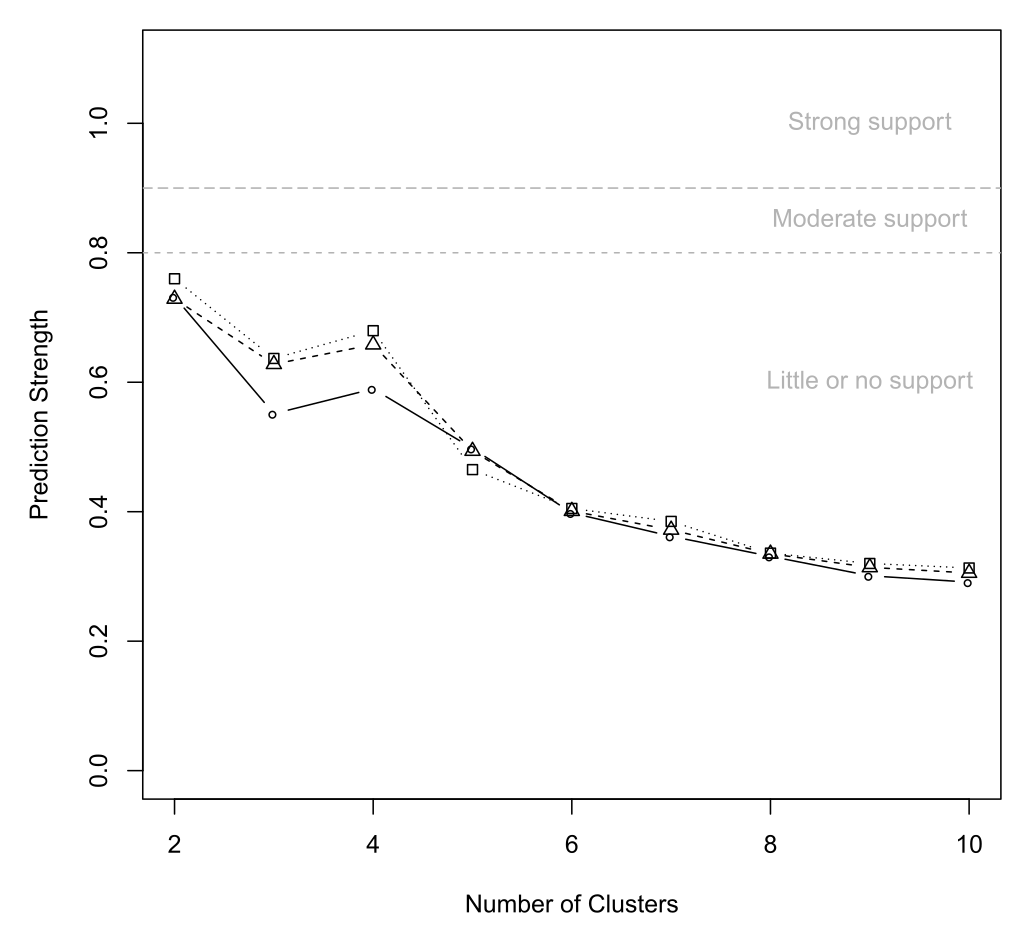 1.0
Strong support
Moderate support
0.8
Prediction Strength
0.6
Little or no support
0.4
0.2
0.0
2 4 6 8 10
Number of Clusters